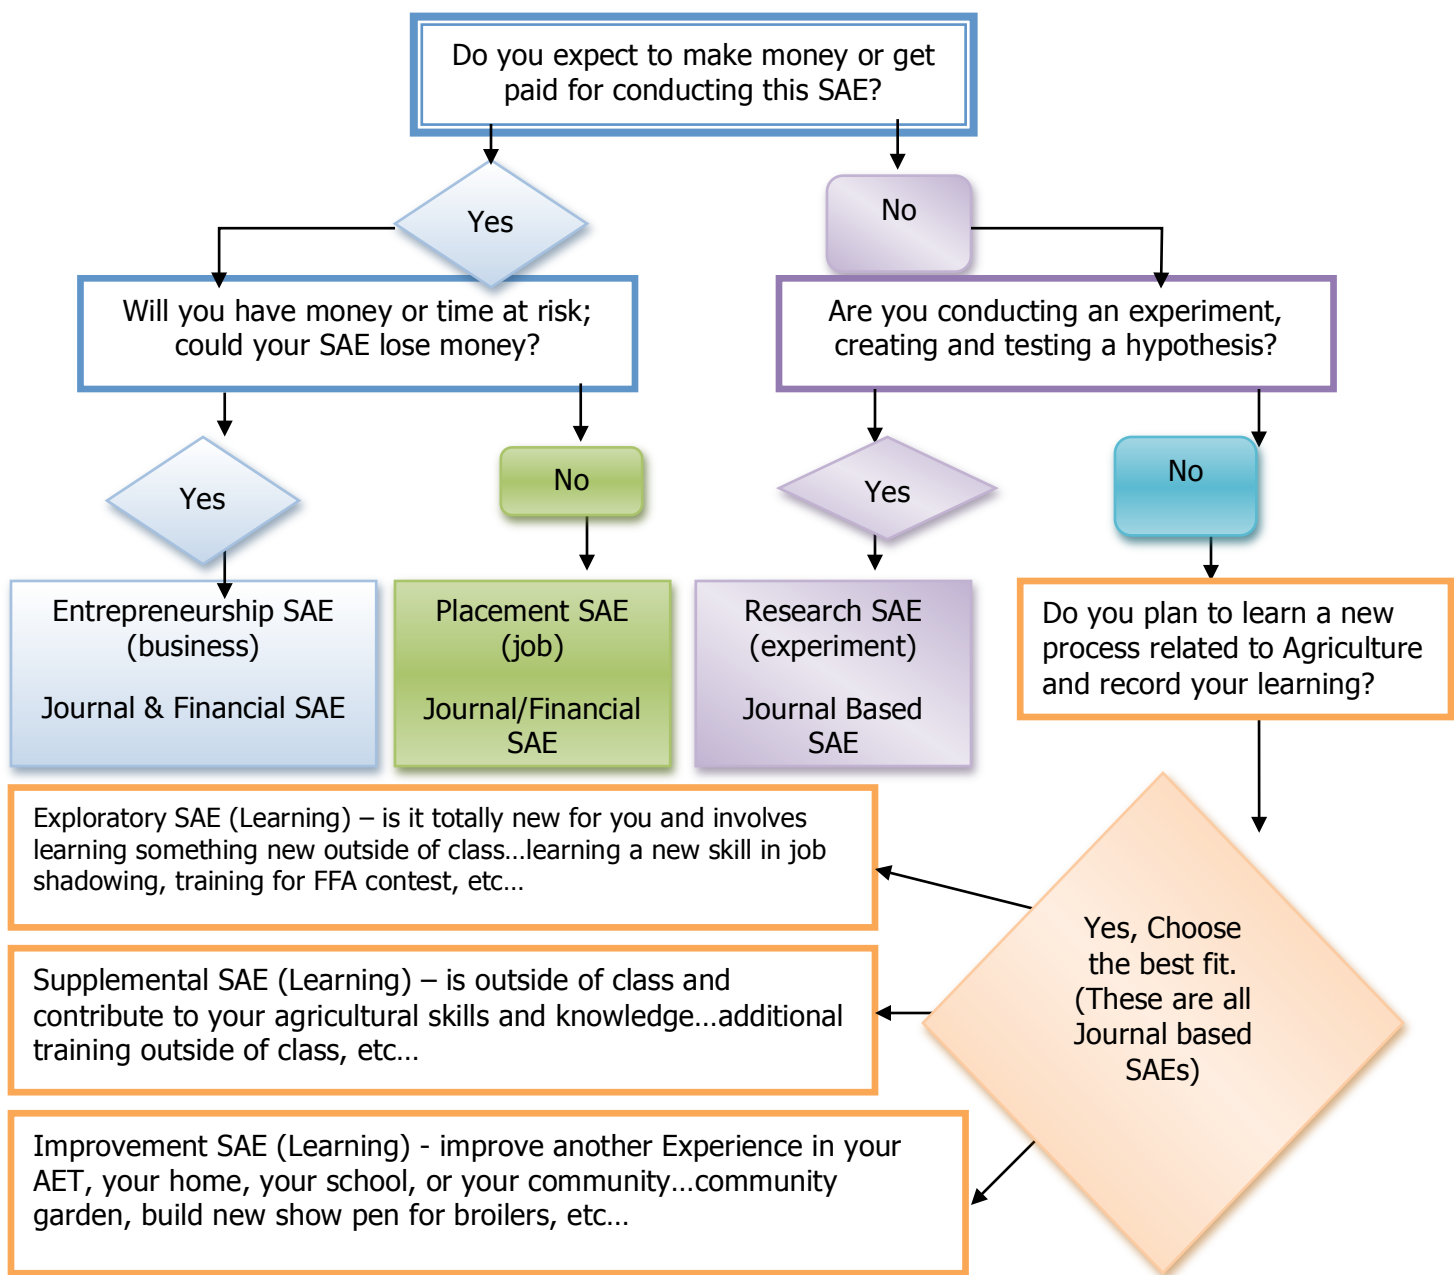 Do you expect to make money or get
paid for conducting this SAE?
Yes
No
Will you have money or time at risk;
could your SAE lose money?
Are you conducting an experiment,
creating and testing a hypothesis?
Yes
No
Yes
No
Entrepreneurship SAE
(business)
Journal & Financial SAE
Placement SAE
(job)
Journal/Financial
SAE
Research SAE
(experiment)
Journal Based
SAE
Do you plan to learn a new
process related to Agriculture
and record your learning?
Exploratory SAE (Learning) – is it totally new for you and involves
learning something new outside of class…learning a new skill in job
shadowing, training for FFA contest, etc…
Supplemental SAE (Learning) – is outside of class and
contribute to your agricultural skills and knowledge…additional
training outside of class, etc…
Improvement SAE (Learning) - improve another Experience in your
AET, your home, your school, or your community…community
garden, build new show pen for broilers, etc…
Yes, Choose
the best fit.
(These are all
Journal based
SAEs)